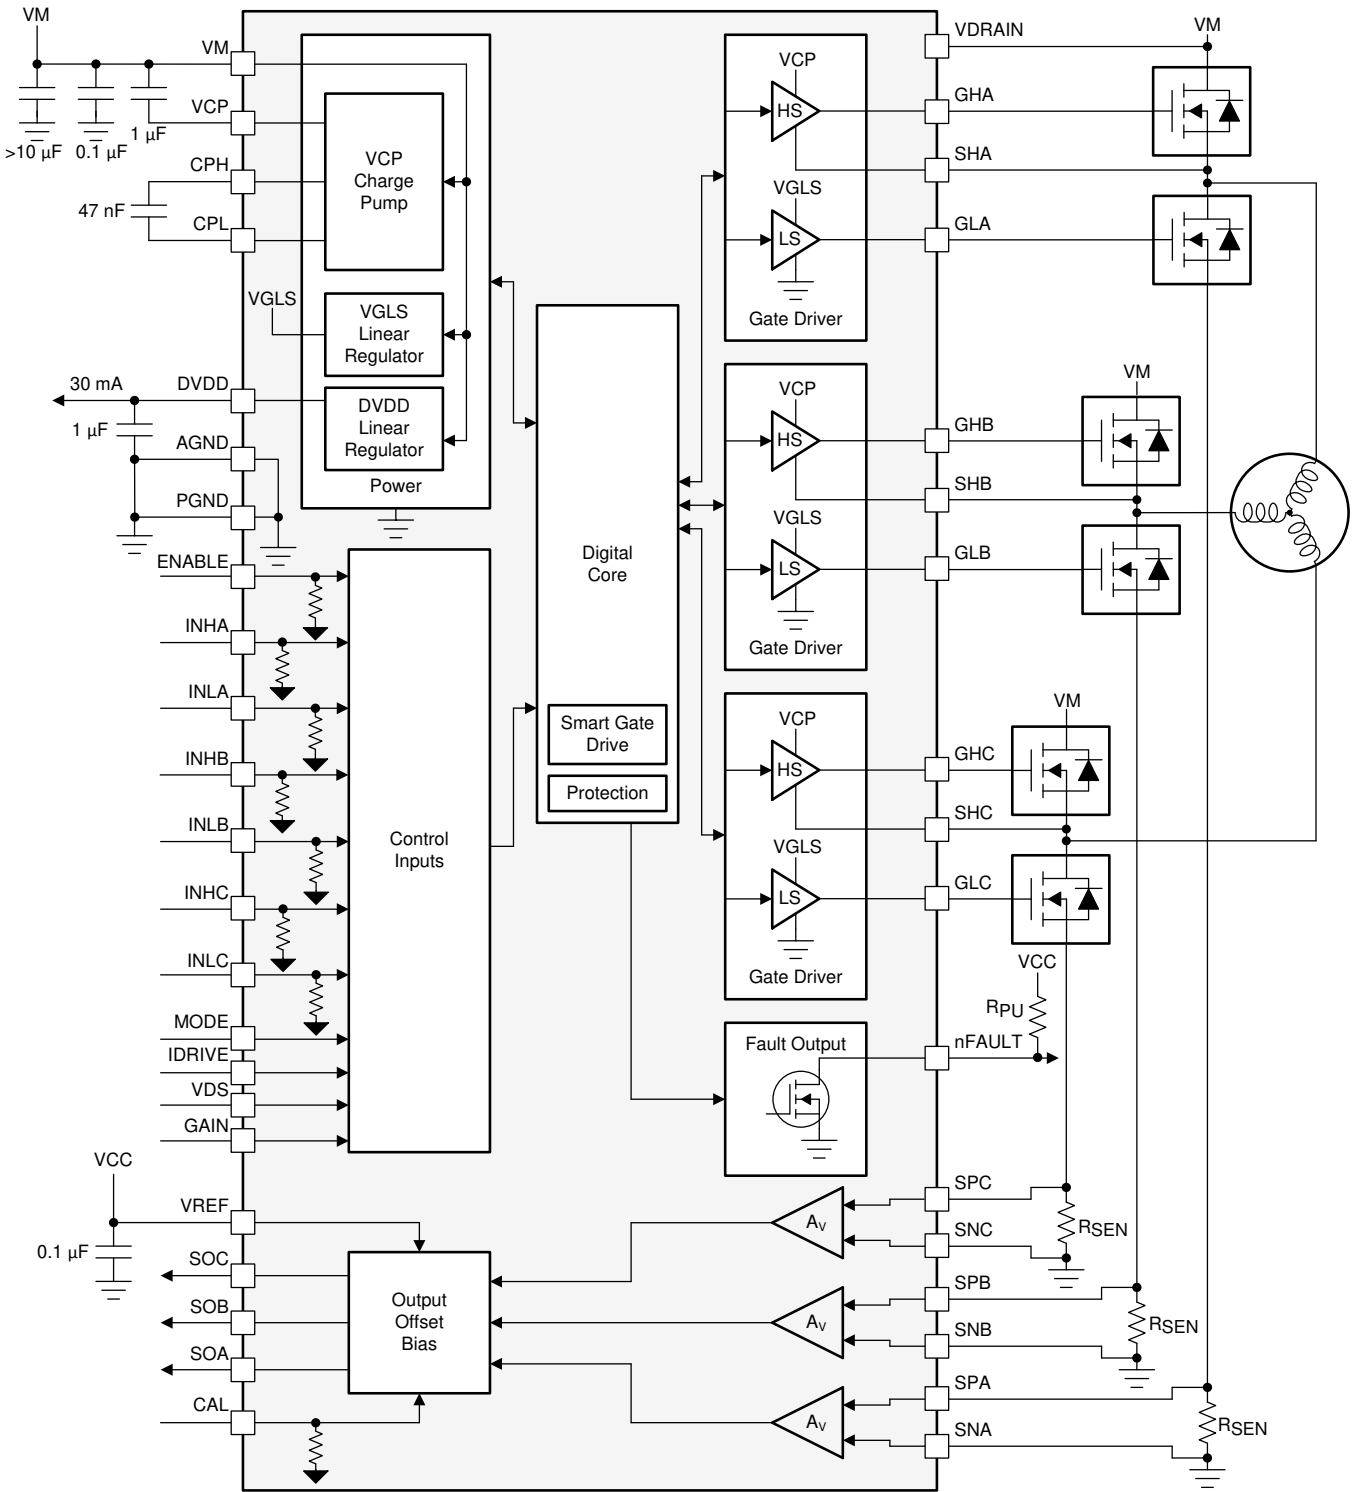 VM
VM
VCP
>10 µF
0.1 µF
1 µF
CPH
47 nF
CPL
VCP
Charge
Pump
VGLS
VGLS
Linear
Regulator
30 mA
DVDD
1 µF
DVDD
Linear
Regulator
AGND
PGND
Power
ENABLE
INHA
INLA
INHB
INLB
INHC
INLC
MODE
IDRIVE
VDS
GAIN
Control
Inputs
Digital
Core
Smart Gate
Drive
Protection
VCP
HS
VGLS
LS
Gate Driver
VCP
HS
VGLS
LS
Gate Driver
VCP
HS
VGLS
LS
Gate Driver
Fault Output
VDRAIN
VM
GHA
SHA
GLA
VM
GHB
SHB
GLB
VM
GHC
SHC
GLC
VCC
RPU
nFAULT
VCC
VREF
0.1 µF
SOC
SOB
SOA
CAL
Output
Offset
Bias
AV
AV
AV
SPC
SNC
RSEN
SPB
SNB
RSEN
SPA
SNA
RSEN